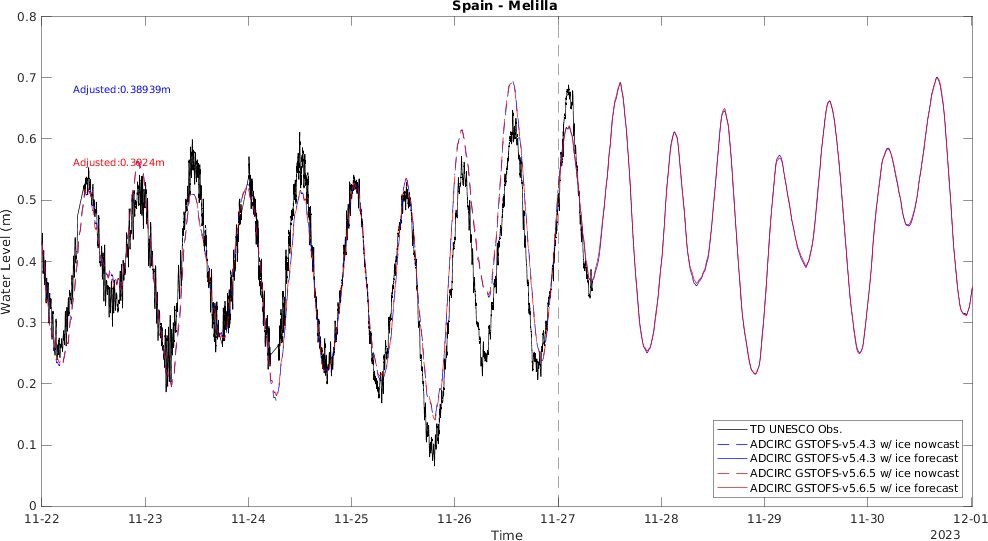 Spain - Melilla
0.8
0.7
0.6
0.5
0.4
0.3
0.2
0.1
0
Water Level (m)
Adjusted:0.38939m
Adjusted:0.3924m
TD UNESCO Obs.
ADCIRC GSTOFS-v5.4.3 w/ ice nowcast
ADCIRC GSTOFS-v5.4.3 w/ ice forecast
ADCIRC GSTOFS-v5.6.5 w/ ice nowcast
ADCIRC GSTOFS-v5.6.5 w/ ice forecast
11-22 11-23 11-24 11-25 11-26 11-27 11-28 11-29 11-30 12-01
Time
2023